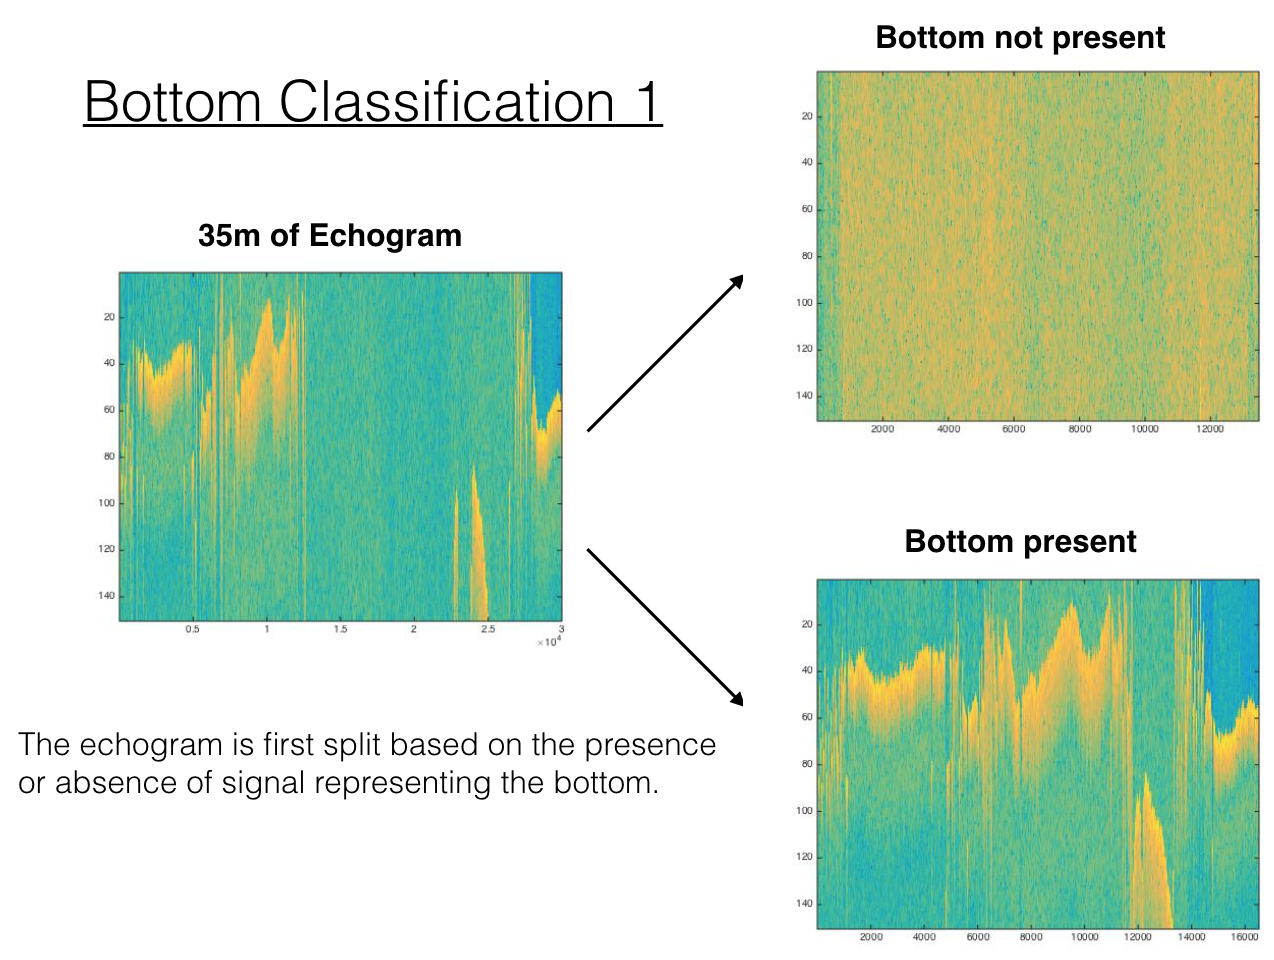 Bottom Classification 1
35m of Echogram
20
40
60
80
100
120
140
0.5 1 1.5 2 2.5 3
×10⁴
The echogram is first split based on the presence
or absence of signal representing the bottom.
Bottom not present
20
40
60
80
100
120
140
2000 4000 6000 8000 10000 12000
Bottom present
20
40
60
80
100
120
140
2000 4000 6000 8000 10000 12000 14000 16000